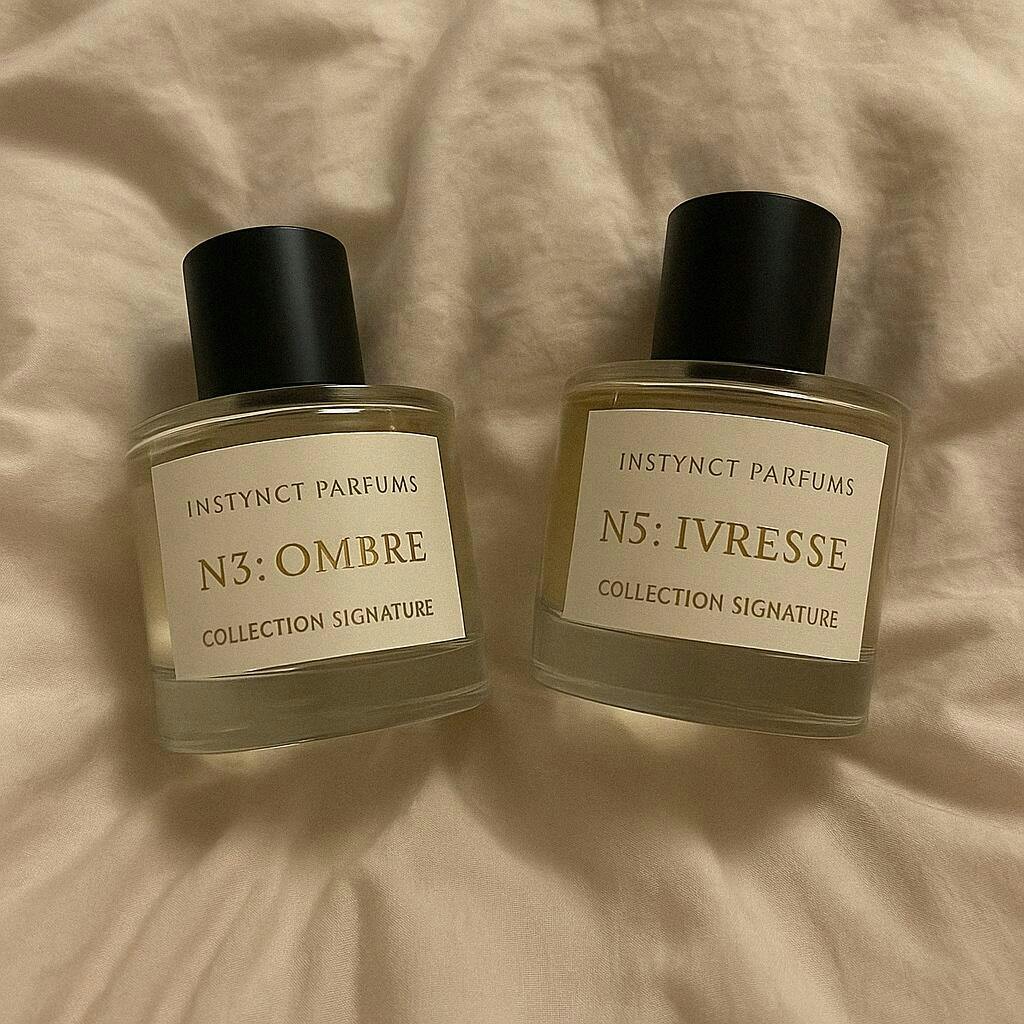 INSTYNCT PARFUMS
N3: OMBRE
COLLECTION SIGNATURE
INSTYNCT PARFUMS
N5: IVRESSE
COLLECTION SIGNATURE